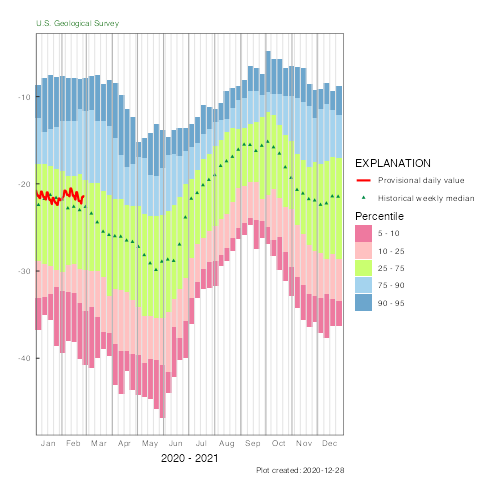 U.S. Geological Survey
-10
-20
-30
-40
Jan Feb Mar Apr May Jun Jul Aug Sep Oct Nov Dec
2020 - 2021
Plot created: 2020-12-28
EXPLANATION
Provisional daily value
Historical weekly median
Percentile
5 - 10
10 - 25
25 - 75
75 - 90
90 - 95